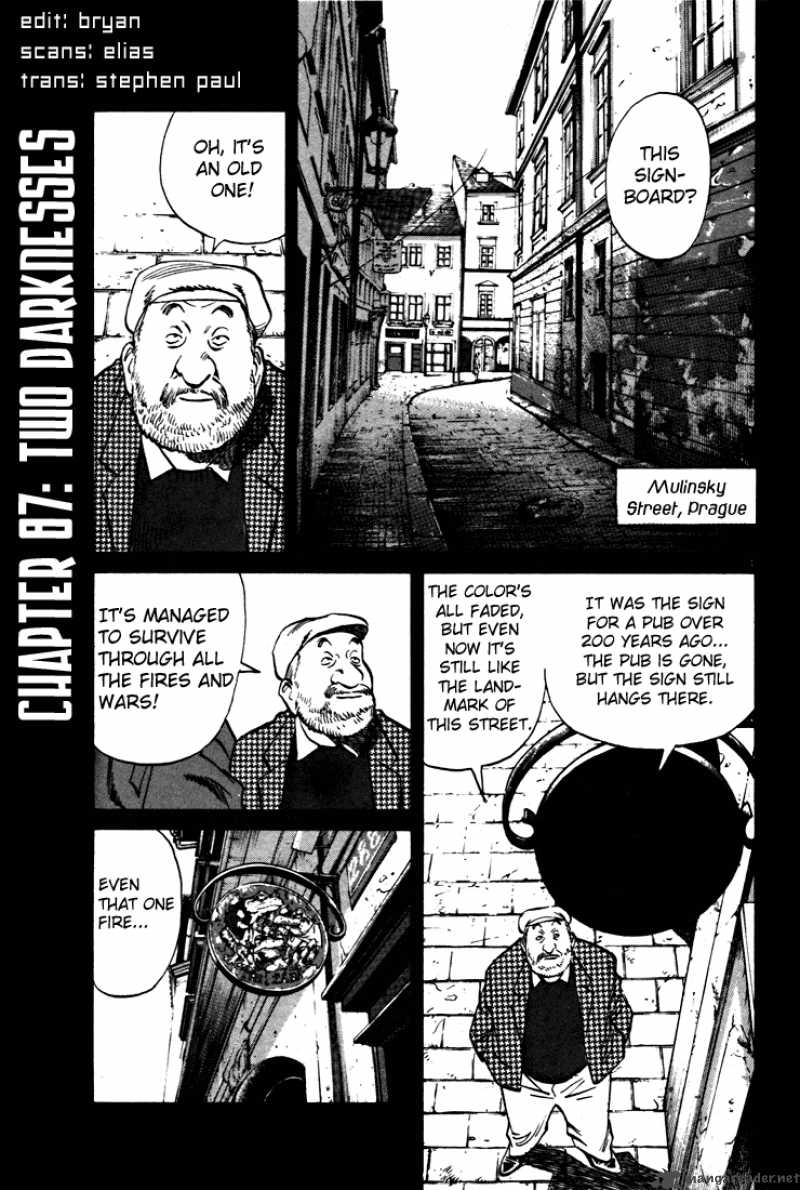 edit: bryan
scans: elias
trans: stephen paul
CHAPTER 87: TWO DARKNESSES
THIS
SIGN-
BOARD?
OH, IT'S
AN OLD
ONE!
Mulinsky
Street, Prague
IT WAS THE SIGN
FOR A PUB OVER
200 YEARS AGO...
THE PUB IS GONE,
BUT THE SIGN STILL
HANGS THERE.
THE COLOR'S
ALL FADED,
BUT EVEN
NOW IT'S
STILL LIKE
THE LAND-
MARK OF
THIS STREET.
IT'S MANAGED
TO SURVIVE
THROUGH ALL
THE FIRES AND
WARS!
EVEN
THAT ONE
FIRE...
mangareader.net